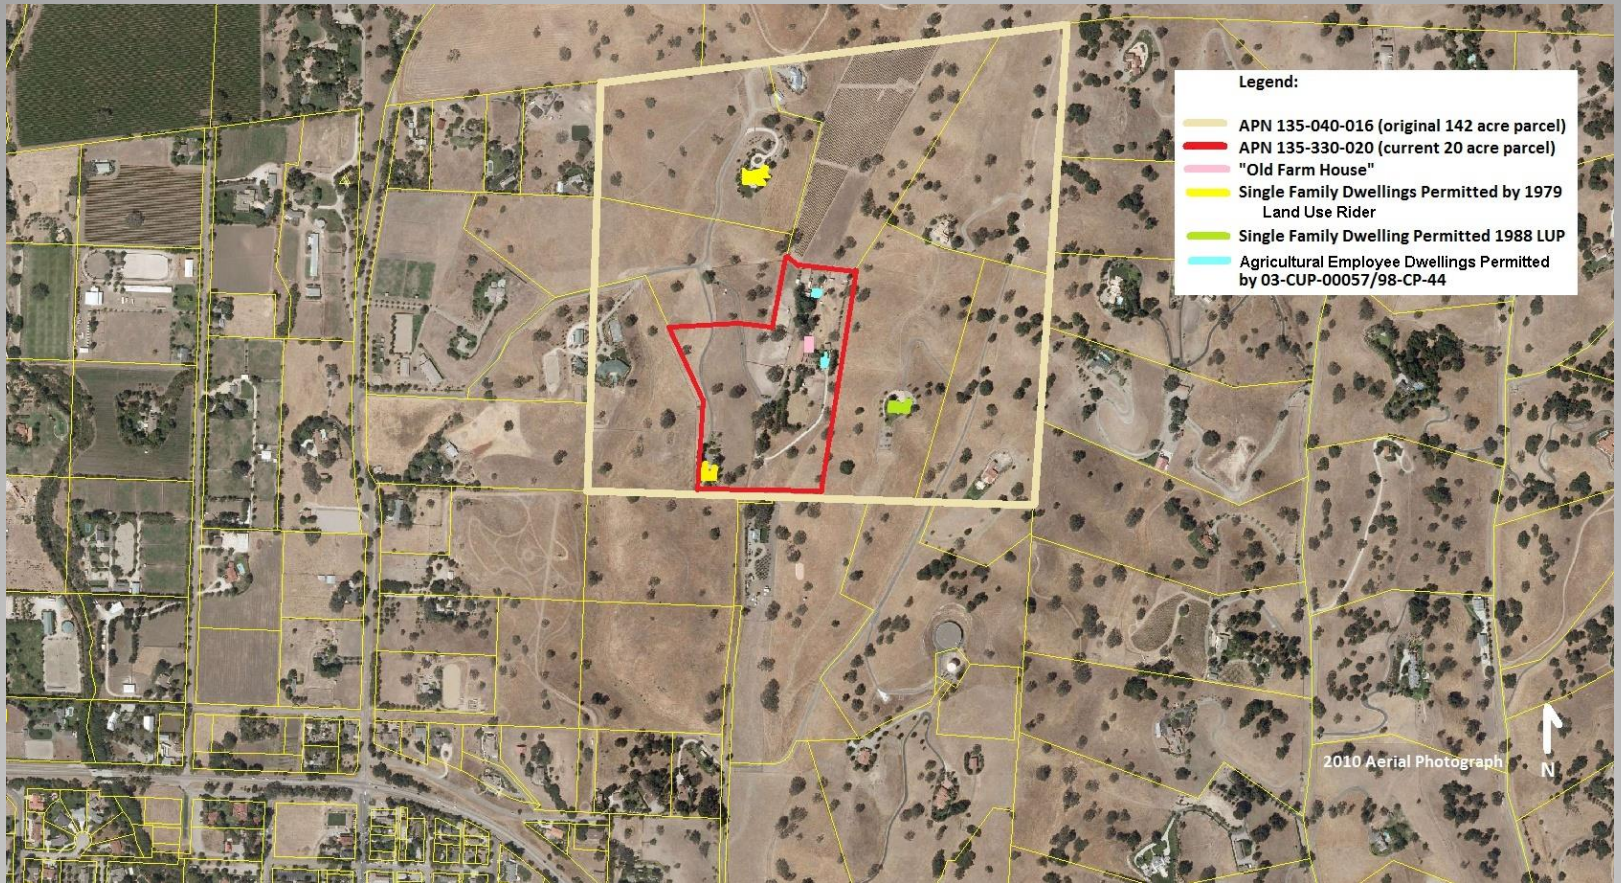 Legend:
APN 135-040-016 (original 142 acre parcel)
APN 135-330-020 (current 20 acre parcel)
"Old Farm House"
Single Family Dwellings Permitted by 1979
Land Use Rider
Single Family Dwelling Permitted 1988 LUP
Agricultural Employee Dwellings Permitted
by 03-CUP-00057/98-CP-44
2010 Aerial Photograph
N